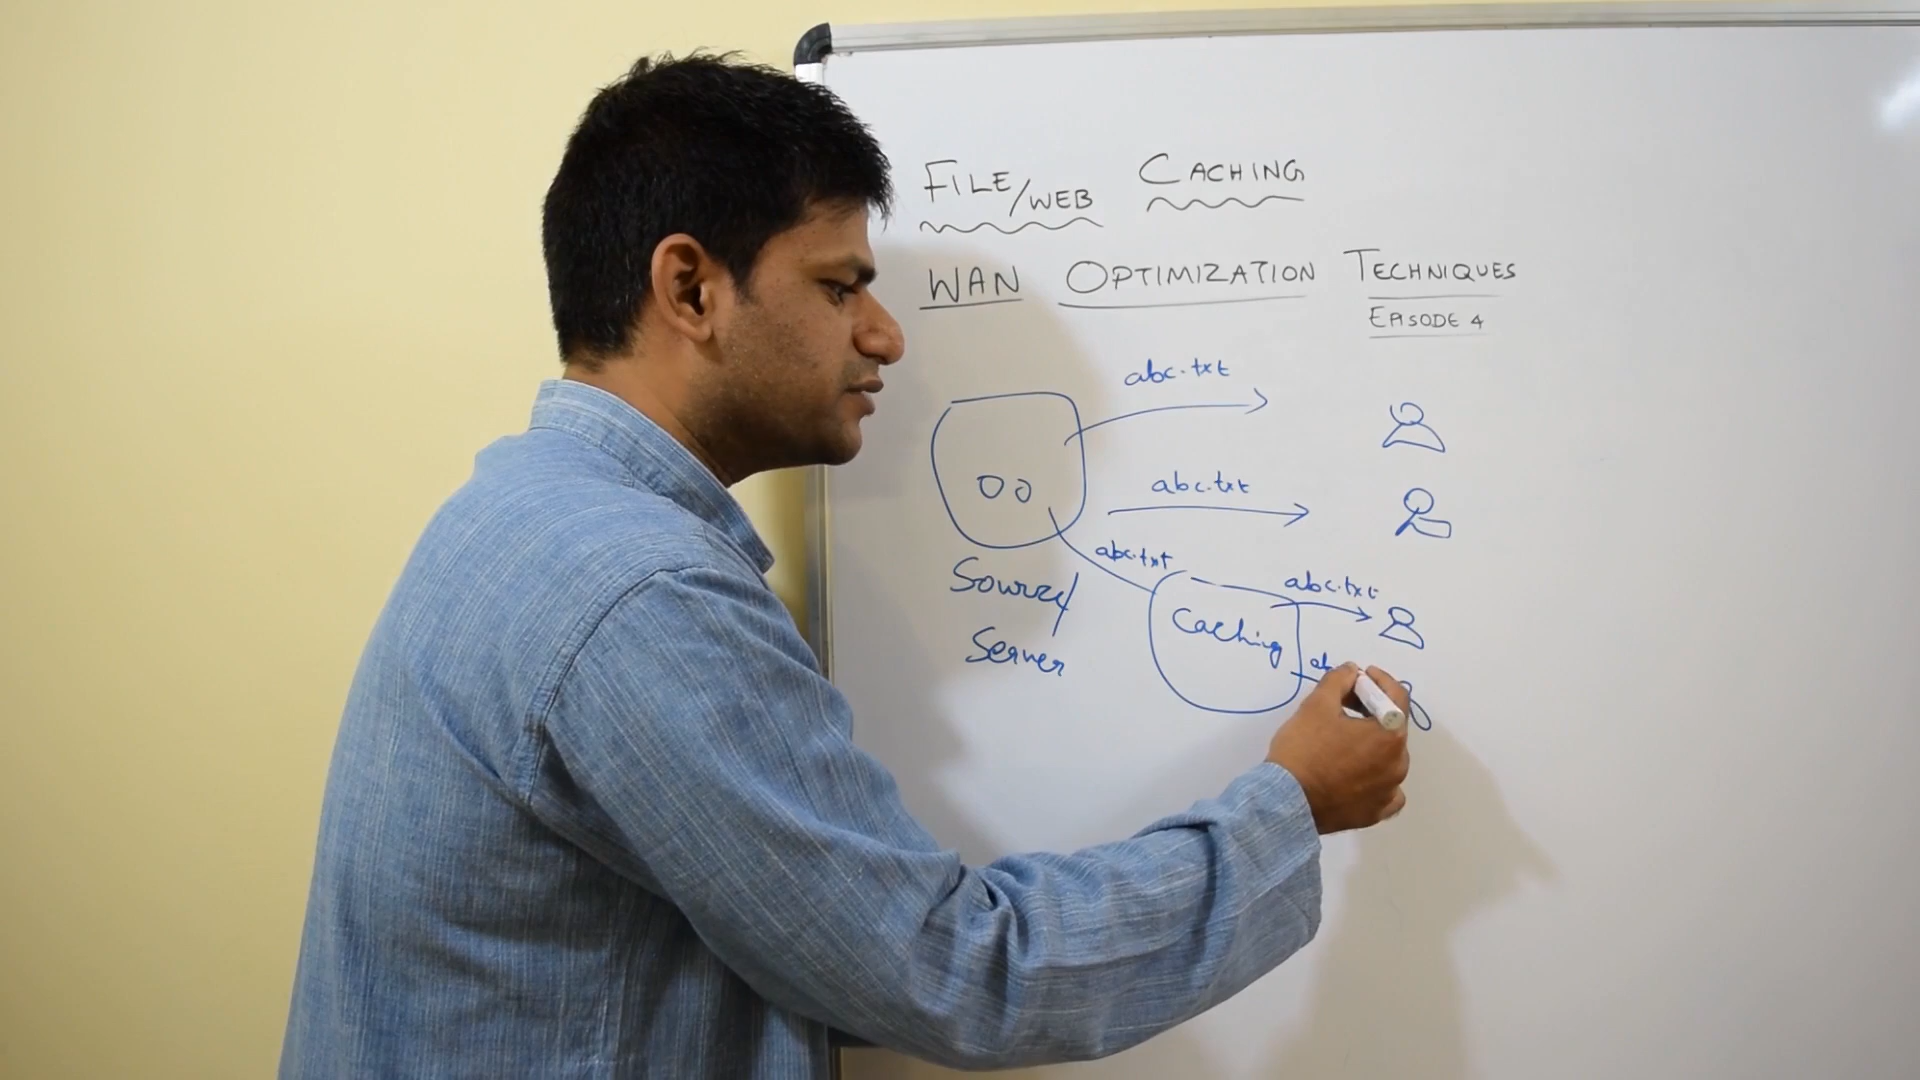 FILE/WEB CACHING
WAN OPTIMIZATION TECHNIQUES
EPISODE 4
abc.txt
abc.txt
abc.txt
abc.txt
Source/
Server
Caching